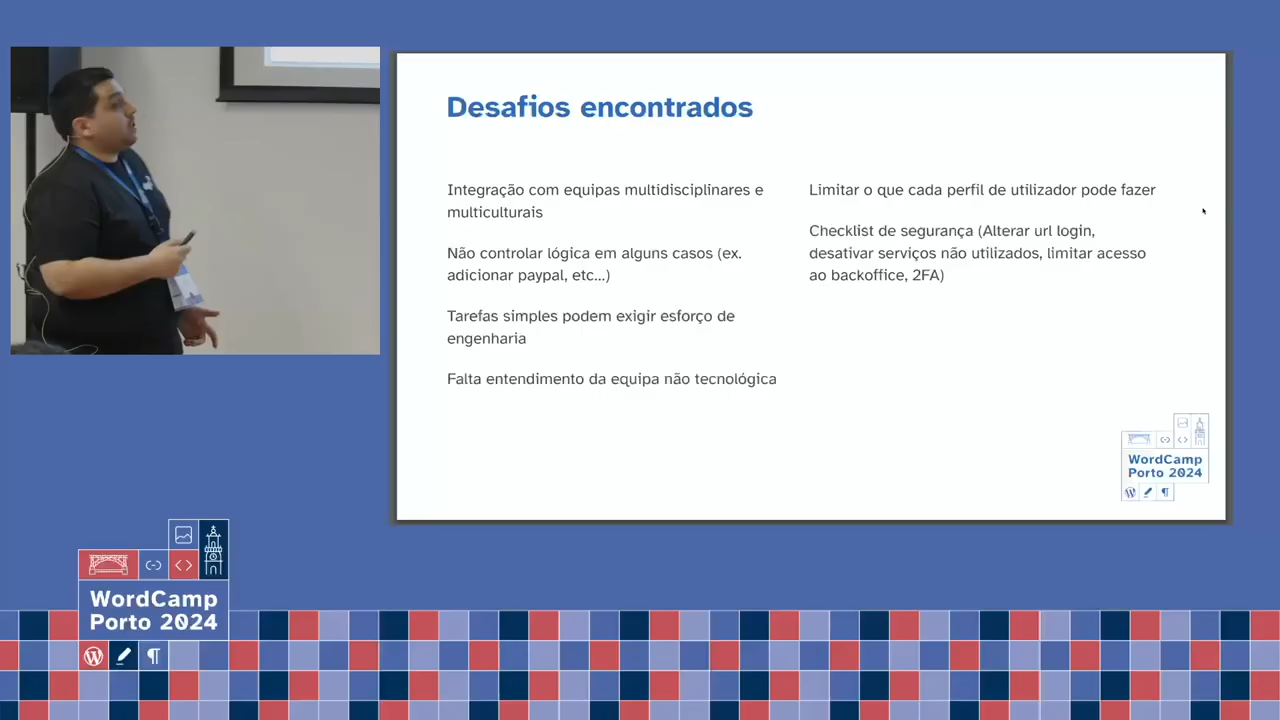 Desafios encontrados
Integração com equipas multidisciplinares e
multiculturais
Não controlar lógica em alguns casos (ex.
adicionar paypal, etc...)
Tarefas simples podem exigir esforço de
engenharia
Falta entendimento da equipa não tecnológica
Limitar o que cada perfil de utilizador pode fazer
Checklist de segurança (Alterar url login,
desativar serviços não utilizados, limitar acesso
ao backoffice, 2FA)
WordCamp
Porto 2024
WordCamp
Porto 2024